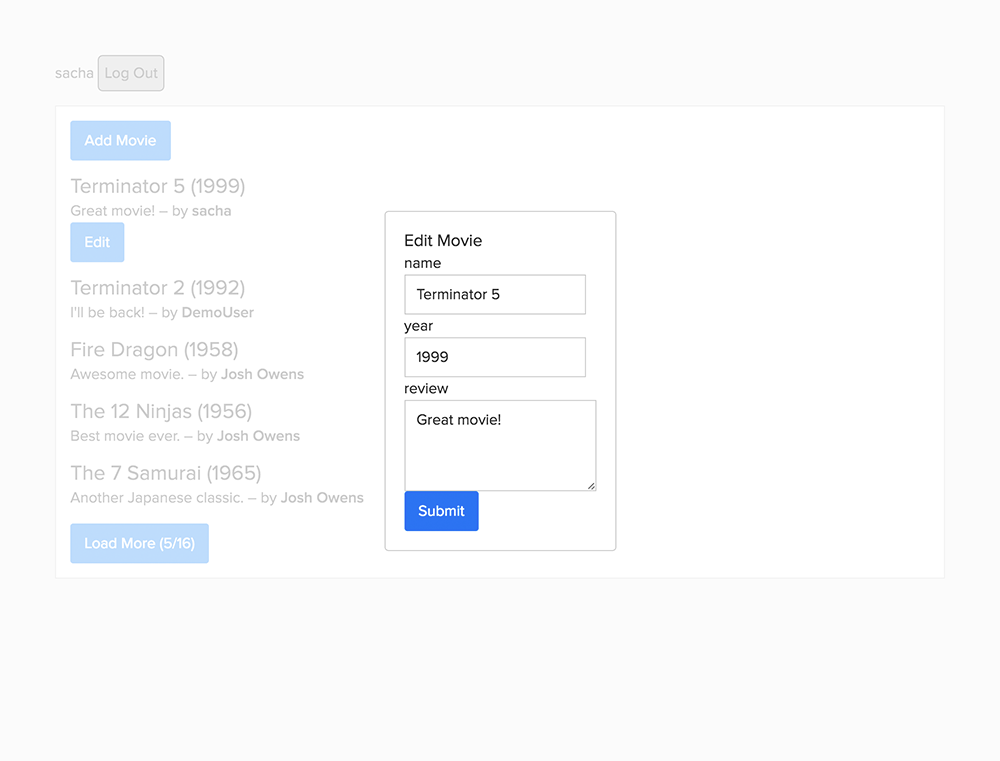 sacha Log Out
Add Movie
Terminator 5 (1999)
Great movie! – by sacha
Edit
Terminator 2 (1992)
I'll be back! – by DemoUser
Fire Dragon (1958)
Awesome movie. – by Josh Owens
The 12 Ninjas (1956)
Best movie ever. – by Josh Owens
The 7 Samurai (1965)
Another Japanese classic. – by Josh Owens
Load More (5/16)
Edit Movie
name
Terminator 5
year
1999
review
Great movie!
Submit